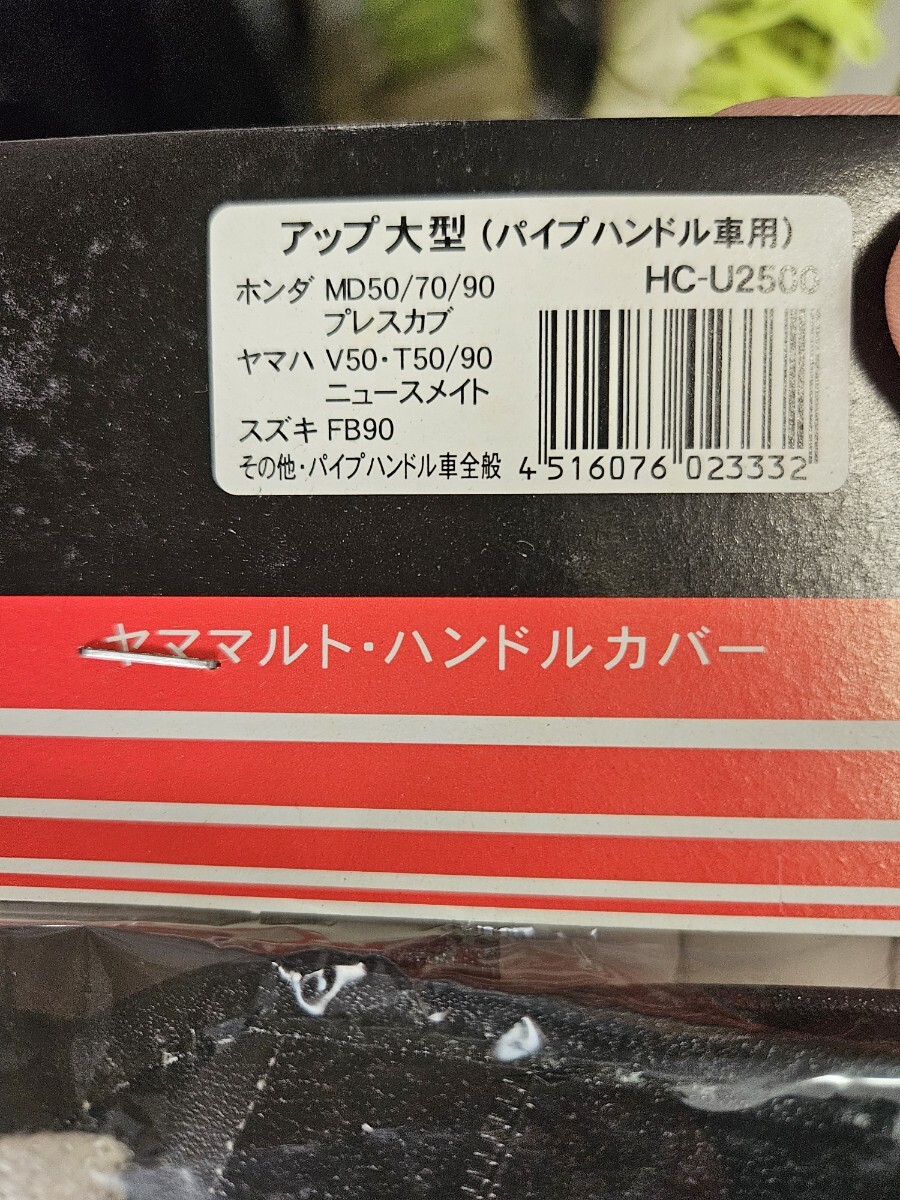 アップ大型(パイプハンドル車用)
ホンダ MD50/70/90 HC-U2500
プレスカブ
ヤマハ V50・T50/90
ニュースメイト
スズキ FB90
その他・パイプハンドル車全般
4 516076 023332
ヤママルト・ハンドルカバー